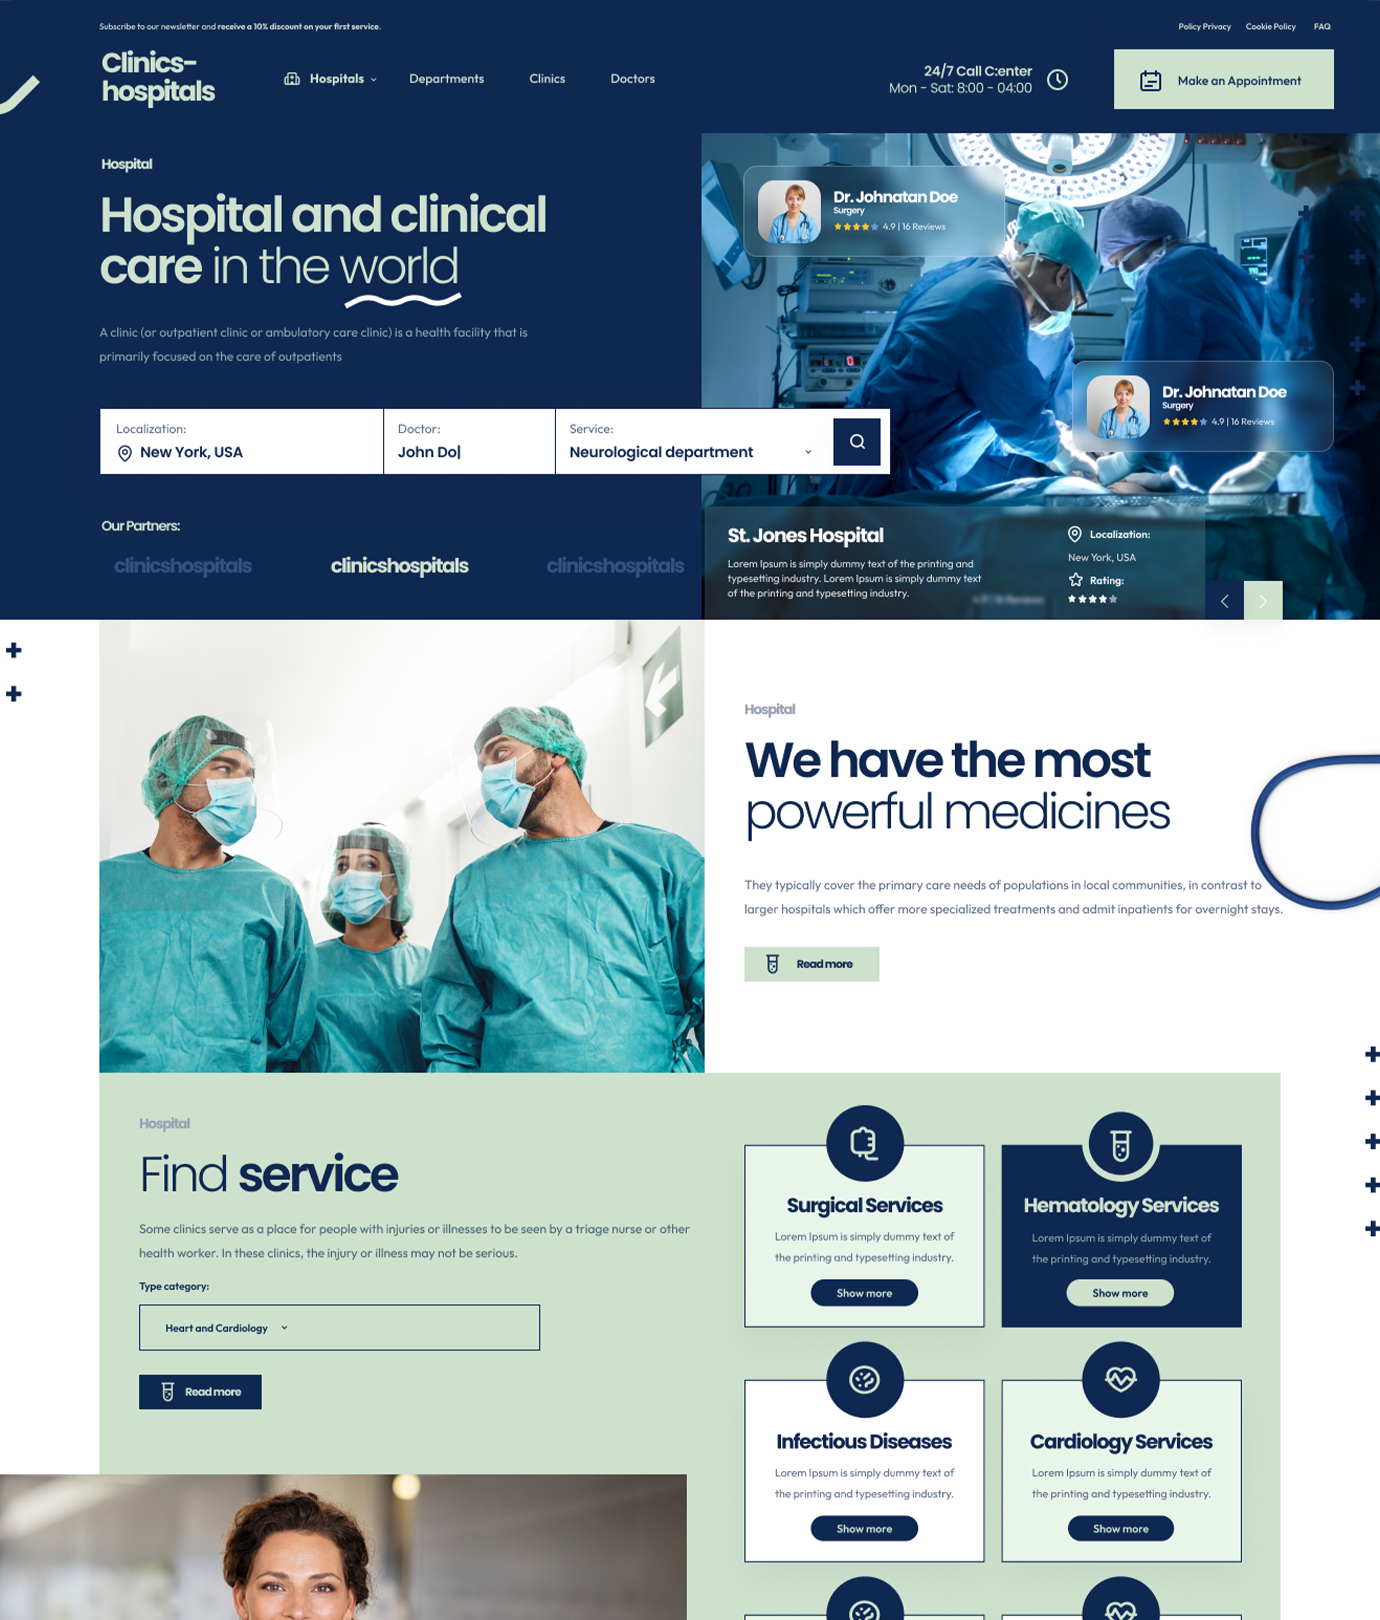 Subscribe to our newsletter and receive a 10% discount on your first service.
Policy Privacy
Cookie Policy
FAQ
Clinics-
hospitals
Hospitals
Departments
Clinics
Doctors
24/7 Call C:enter
Mon - Sat: 8:00 - 04:00
Make an Appointment
Hospital
Hospital and clinical
care in the world
A clinic (or outpatient clinic or ambulatory care clinic) is a health facility that is
primarily focused on the care of outpatients
Dr. Johnatan Doe
Surgery
4.9 | 16 Reviews
Dr. Johnatan Doe
Surgery
4.9 | 16 Reviews
Localization:
New York, USA
Doctor:
John Do|
Service:
Neurological department
Our Partners:
clinicshospitals
clinicshospitals
clinicshospitals
St. Jones Hospital
Lorem Ipsum is simply dummy text of the printing and
typesetting industry. Lorem Ipsum is simply dummy text
of the printing and typesetting industry.
Localization:
New York, USA
Rating:
Hospital
We have the most
powerful medicines
They typically cover the primary care needs of populations in local communities, in contrast to
larger hospitals which offer more specialized treatments and admit inpatients for overnight stays.
Read more
Hospital
Find service
Some clinics serve as a place for people with injuries or illnesses to be seen by a triage nurse or other
health worker. In these clinics, the injury or illness may not be serious.
Type category:
Heart and Cardiology
Read more
Surgical Services
Lorem Ipsum is simply dummy text of
the printing and typesetting industry.
Show more
Hematology Services
Lorem Ipsum is simply dummy text of
the printing and typesetting industry.
Show more
Infectious Diseases
Lorem Ipsum is simply dummy text of
the printing and typesetting industry.
Show more
Cardiology Services
Lorem Ipsum is simply dummy text of
the printing and typesetting industry.
Show more